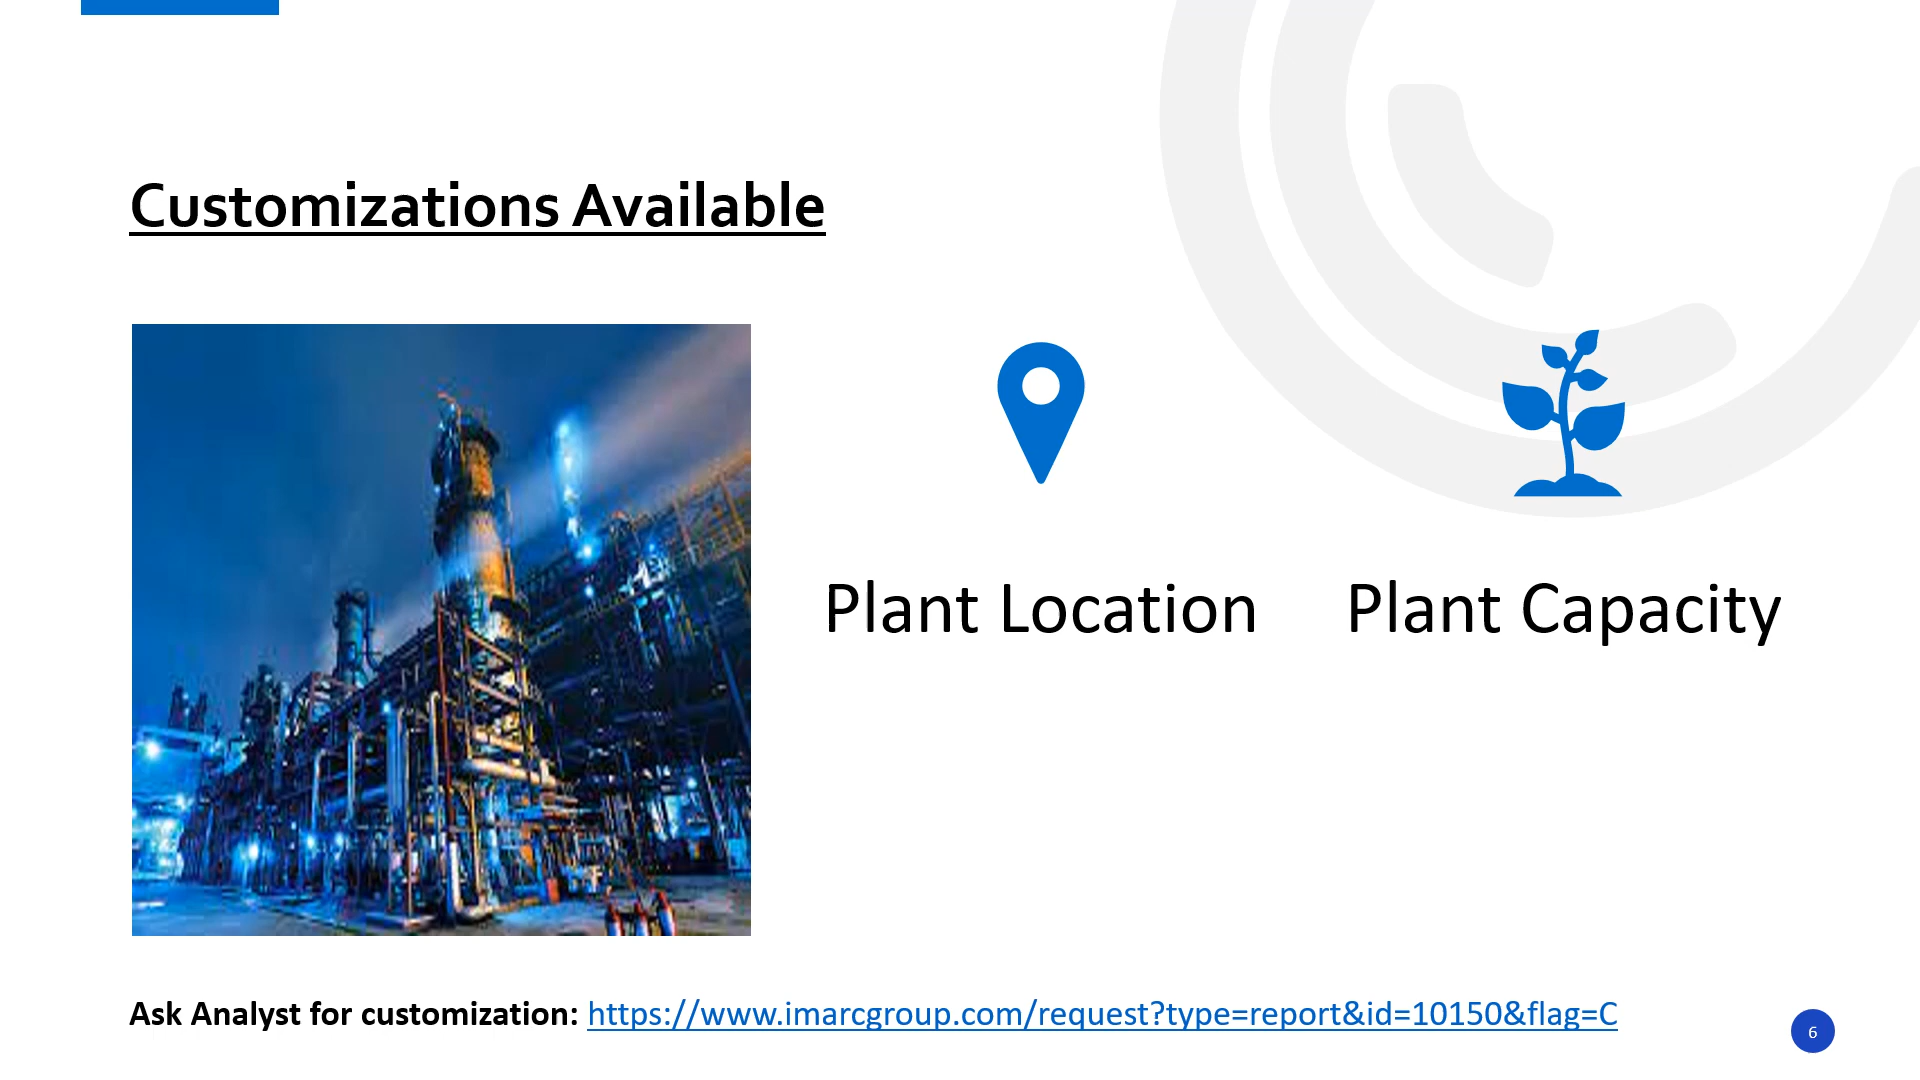 Customizations Available
Plant Location
Plant Capacity
Ask Analyst for customization: https://www.imarcgroup.com/request?type=report&id=10150&flag=C
6